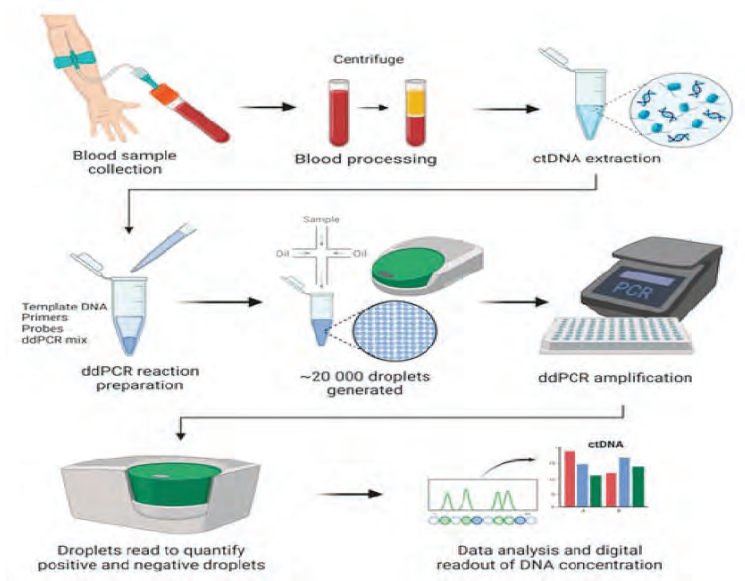 Centrifuge
Blood sample
collection
Blood processing
ctDNA extraction
Sample
Oil
Oil
Template DNA
Primers
Probes
ddPCR mix
ddPCR reaction
preparation
~20 000 droplets
generated
PCR
ddPCR amplification
ctDNA
A
B
Droplets read to quantify
positive and negative droplets
Data analysis and digital
readout of DNA concentration